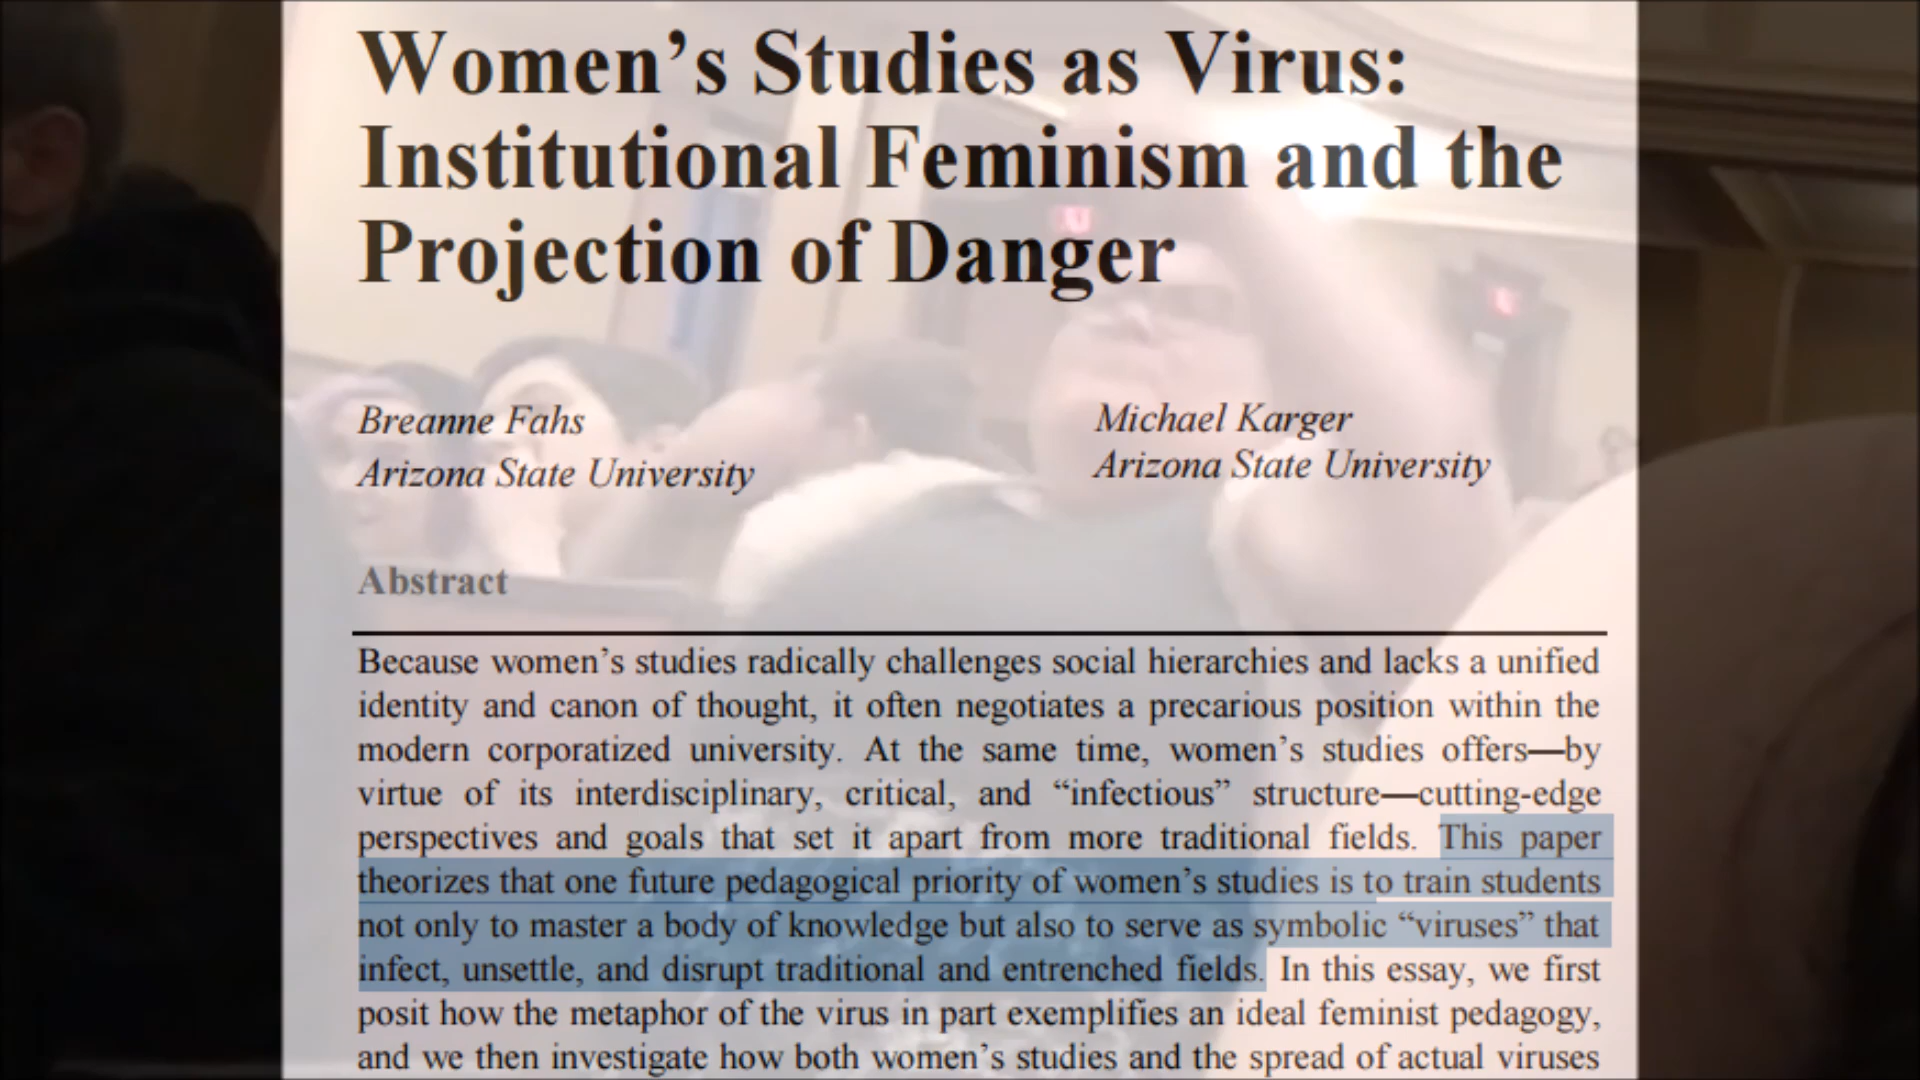 Women’s Studies as Virus:
Institutional Feminism and the
Projection of Danger
Breanne Fahs
Arizona State University
Michael Karger
Arizona State University
Abstract
Because women’s studies radically challenges social hierarchies and lacks a unified
identity and canon of thought, it often negotiates a precarious position within the
modern corporatized university. At the same time, women’s studies offers—by
virtue of its interdisciplinary, critical, and “infectious” structure—cutting-edge
perspectives and goals that set it apart from more traditional fields. This paper
theorizes that one future pedagogical priority of women’s studies is to train students
not only to master a body of knowledge but also to serve as symbolic “viruses” that
infect, unsettle, and disrupt traditional and entrenched fields. In this essay, we first
posit how the metaphor of the virus in part exemplifies an ideal feminist pedagogy,
and we then investigate how both women’s studies and the spread of actual viruses